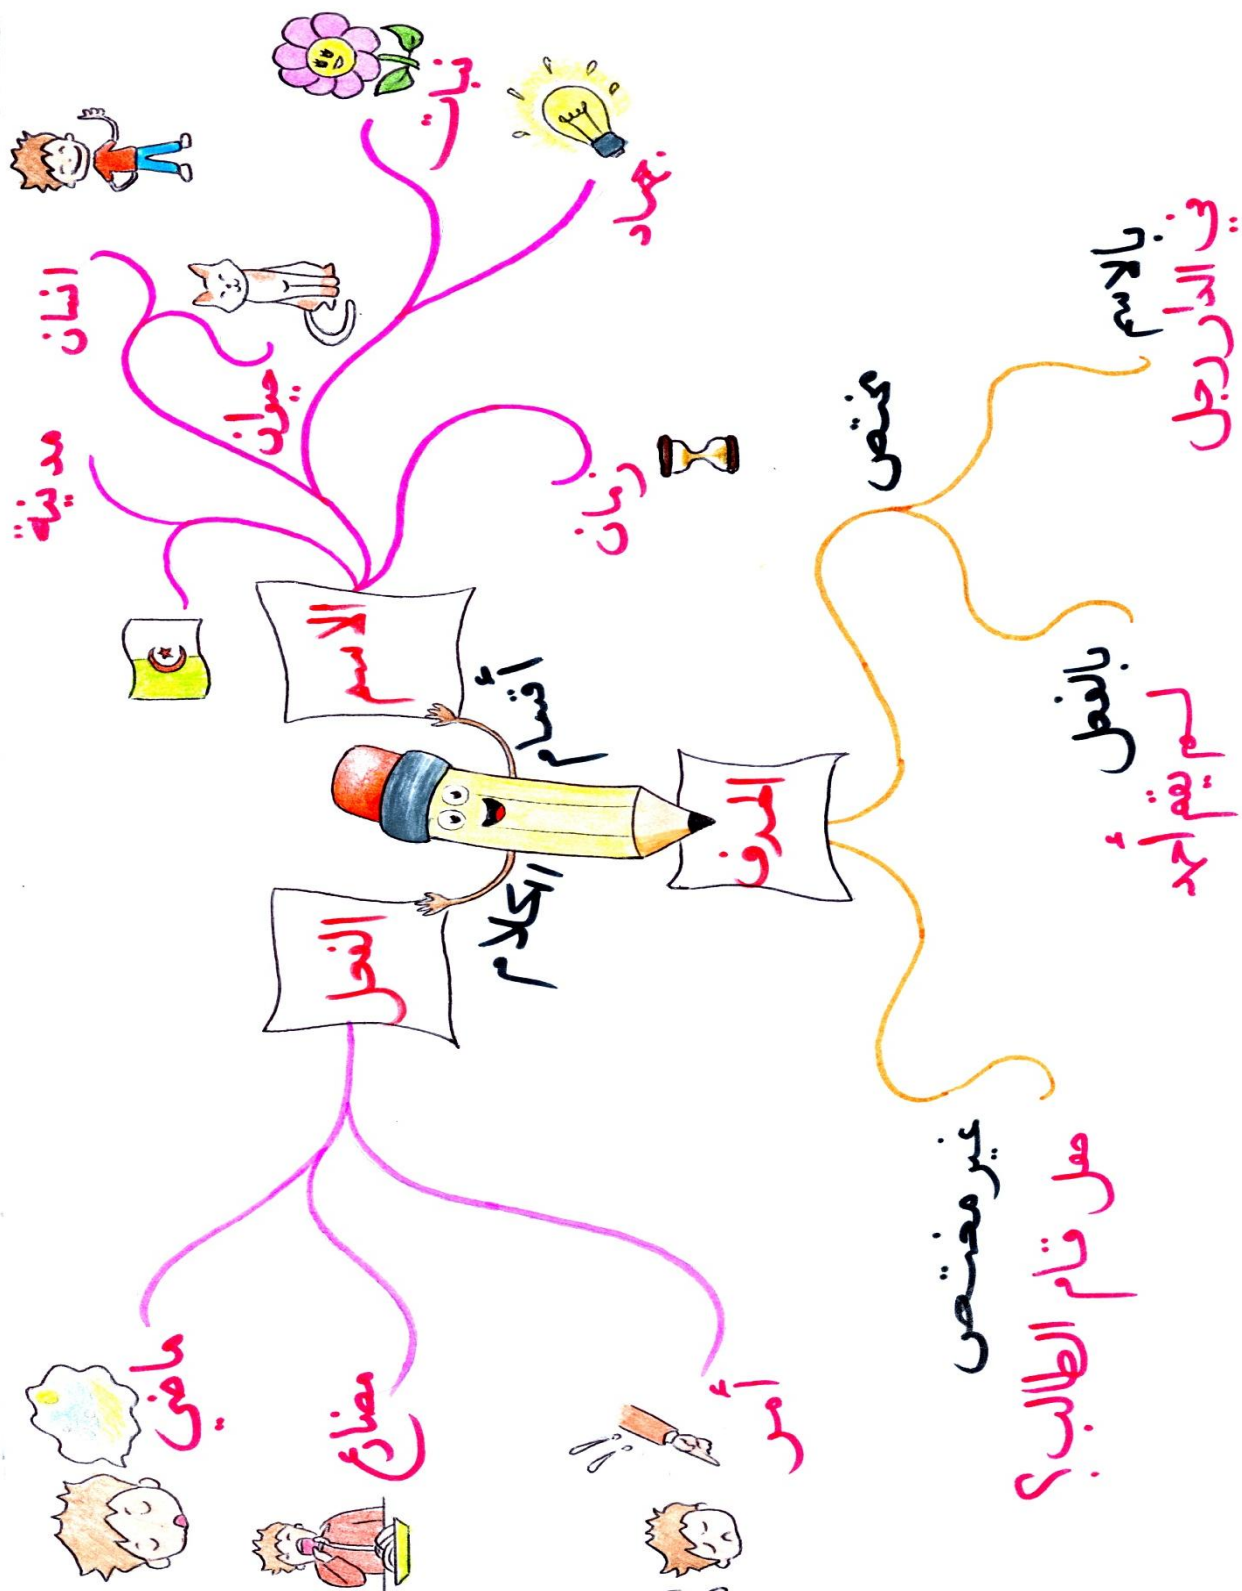 أقسام
الكلام
الاسم
انسان
حيوان
نبات
جماد
زمان
مدينة
الفعل
ماضي
مضارع
أمر
الحرف
مختص
بالاسم
في الدار رجل
بالفعل
لم يقم أحد
غير مختص
هل قام الطالب؟